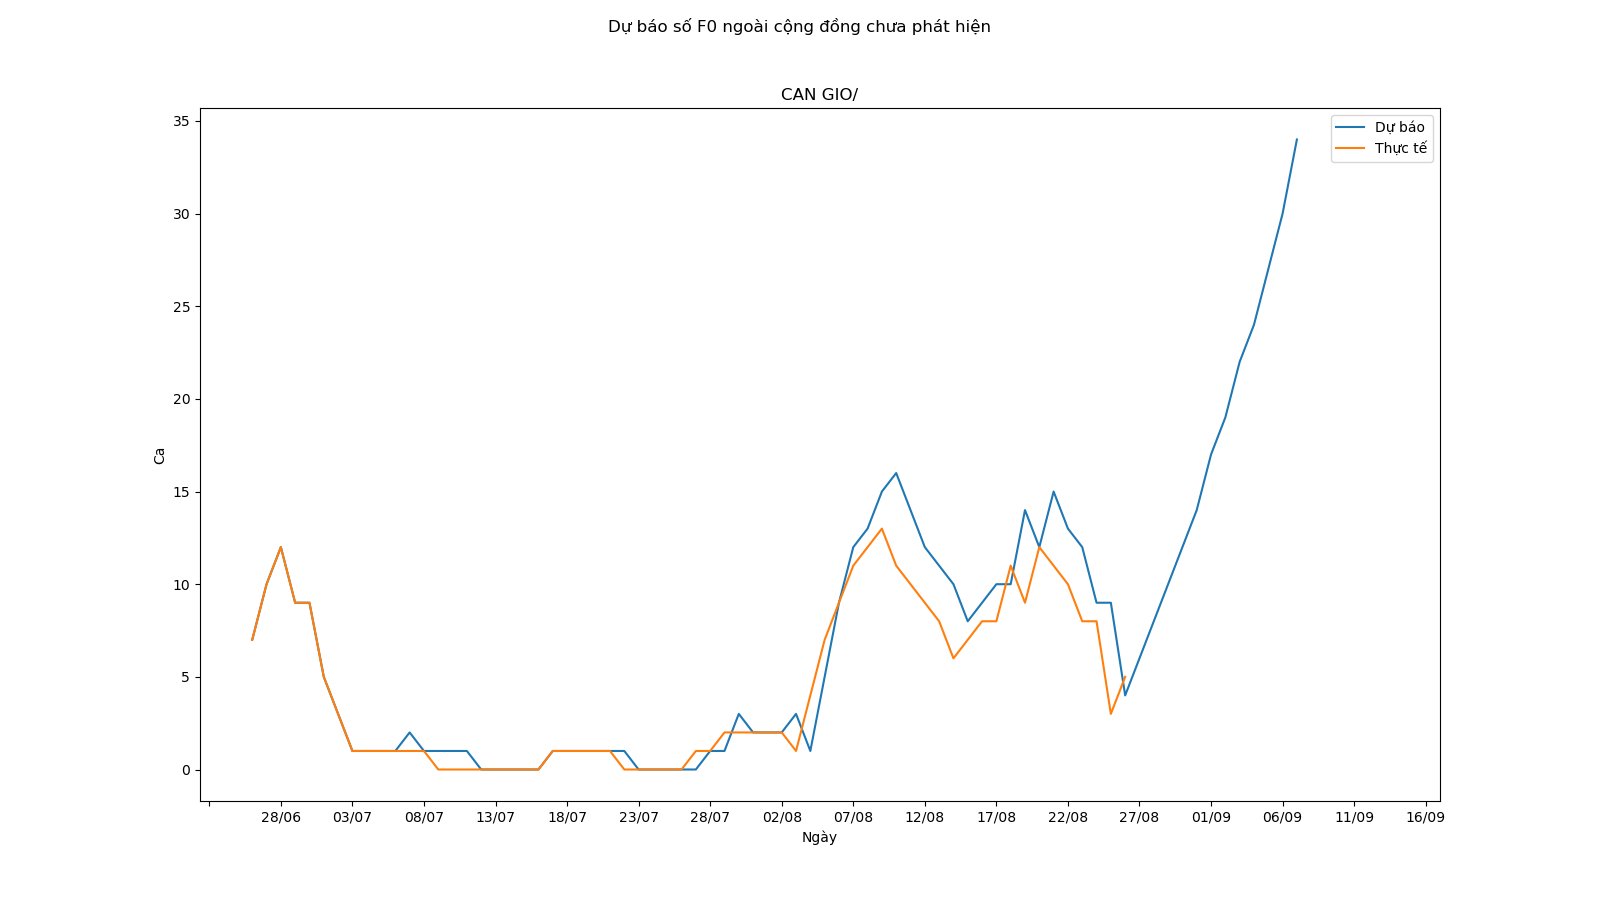 Dự báo số F0 ngoài cộng đồng chưa phát hiện
CAN GIO/
Dự báo
Thực tế
35
30
25
20
15
10
5
0
Ca
28/06 03/07 08/07 13/07 18/07 23/07 28/07 02/08 07/08 12/08 17/08 22/08 27/08 01/09 06/09 11/09 16/09
Ngày